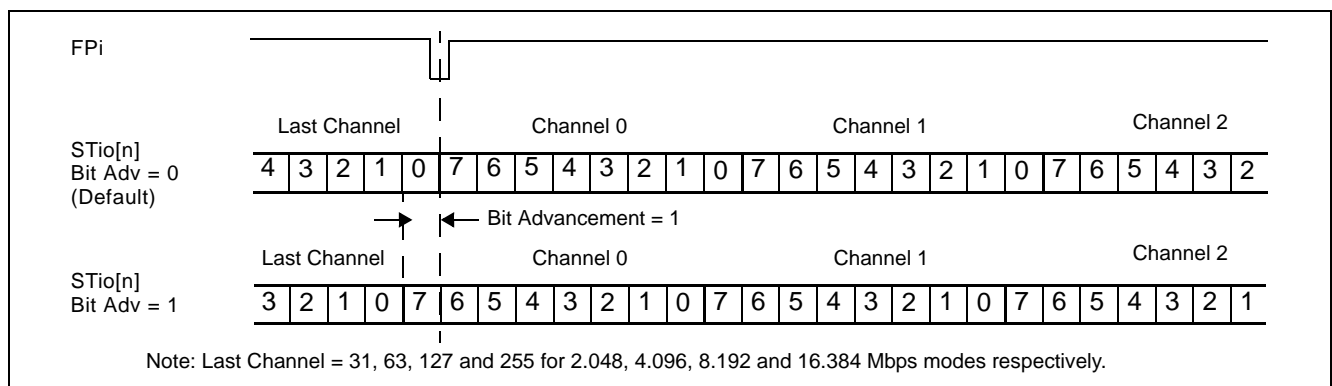 FPi
Last Channel Channel 0 Channel 1 Channel 2
STio[n]
Bit Adv = 0
(Default)
4 3 2 1 0 7 6 5 4 3 2 1 0 7 6 5 4 3 2 1 0 7 6 5 4 3 2
Bit Advancement = 1
Last Channel Channel 0 Channel 1 Channel 2
STio[n]
Bit Adv = 1
3 2 1 0 7 6 5 4 3 2 1 0 7 6 5 4 3 2 1 0 7 6 5 4 3 2 1
Note: Last Channel = 31, 63, 127 and 255 for 2.048, 4.096, 8.192 and 16.384 Mbps modes respectively.